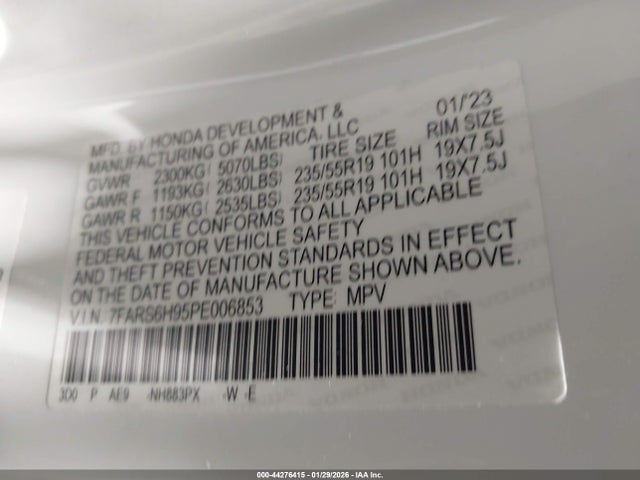 MFD. BY HONDA DEVELOPMENT & 01/'23
MANUFACTURING OF AMERICA, LLC
GVWR 2300KG( 5070LBS) TIRE SIZE RIM SIZE
GAWR F 1193KG( 2630LBS) 235/55R19 101H 19X7.5J
GAWR R 1150KG( 2535LBS) 235/55R19 101H 19X7.5J
THIS VEHICLE CONFORMS TO ALL APPLICABLE
FEDERAL MOTOR VEHICLE SAFETY
AND THEFT PREVENTION STANDARDS IN EFFECT
ON THE DATE OF MANUFACTURE SHOWN ABOVE.
V.I.N. 7FARS6H95PE006853 TYPE: MPV
3D0 P AE9 -NH883PX -W -E
000-44276415 - 01/29/2026 - IAA Inc.